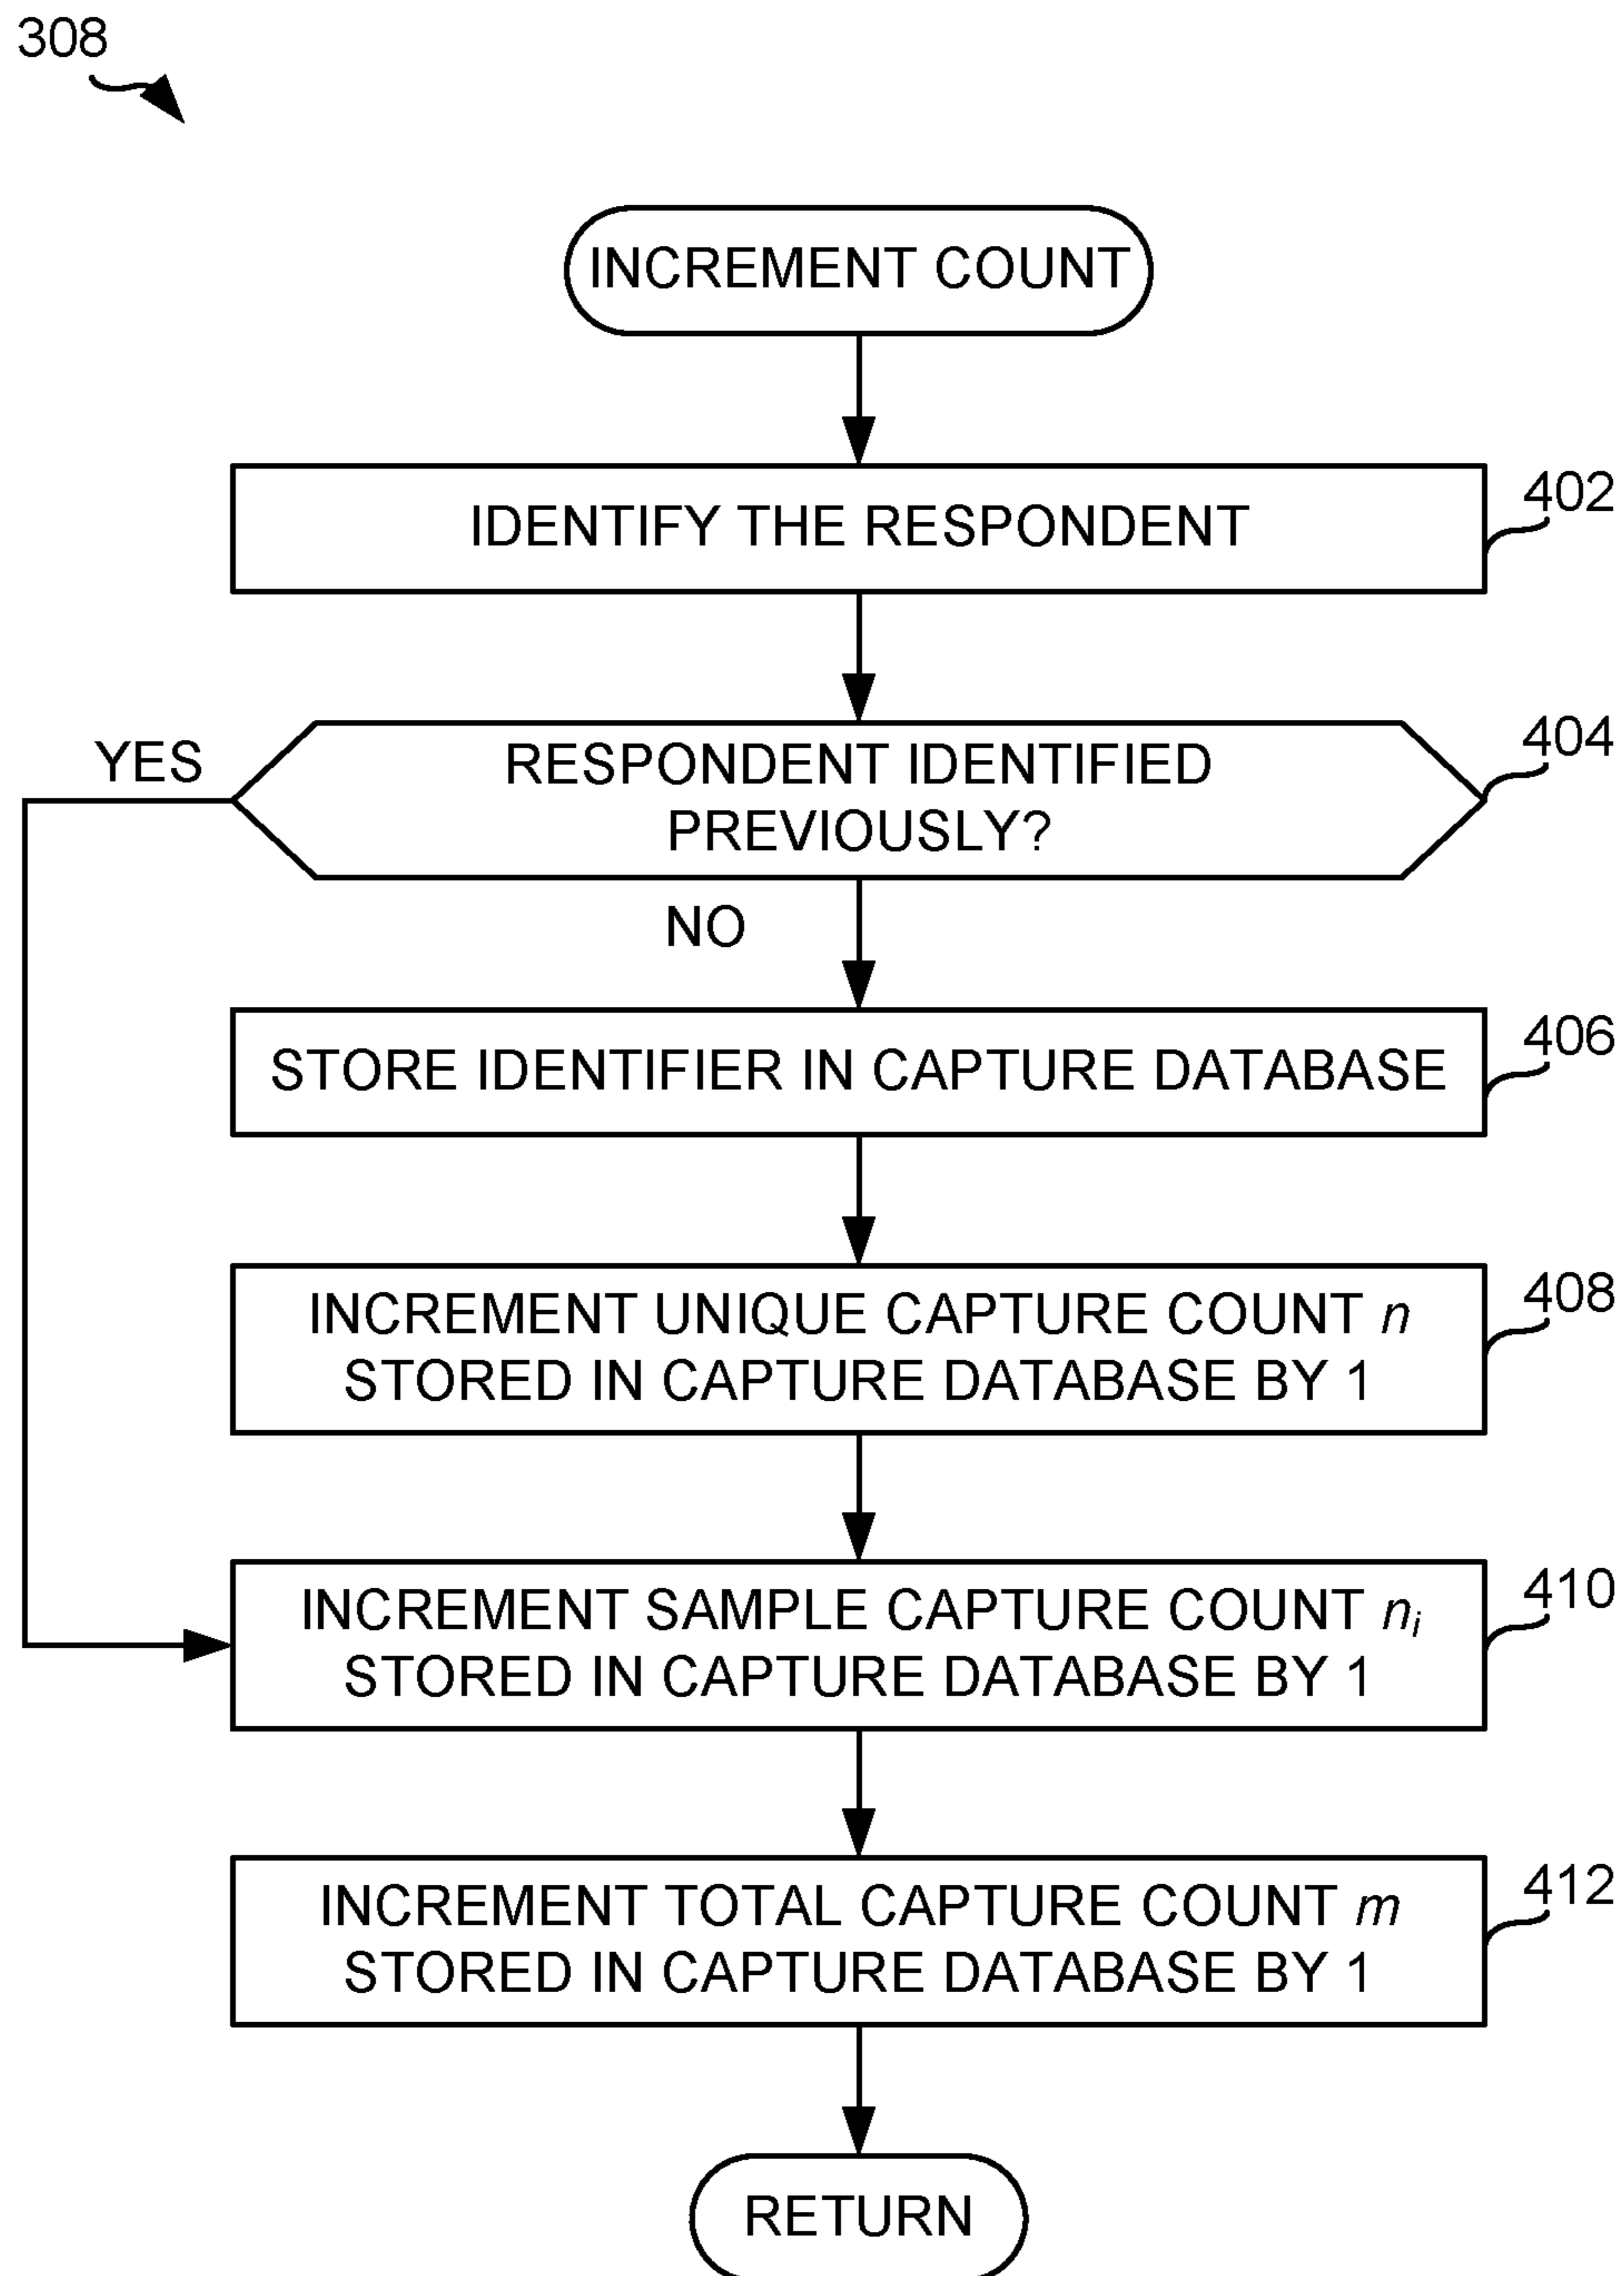 308
INCREMENT COUNT
IDENTIFY THE RESPONDENT
402
YES
RESPONDENT IDENTIFIED
PREVIOUSLY?
404
NO
STORE IDENTIFIER IN CAPTURE DATABASE
406
INCREMENT UNIQUE CAPTURE COUNT n
STORED IN CAPTURE DATABASE BY 1
408
INCREMENT SAMPLE CAPTURE COUNT nᵢ
STORED IN CAPTURE DATABASE BY 1
410
INCREMENT TOTAL CAPTURE COUNT m
STORED IN CAPTURE DATABASE BY 1
412
RETURN